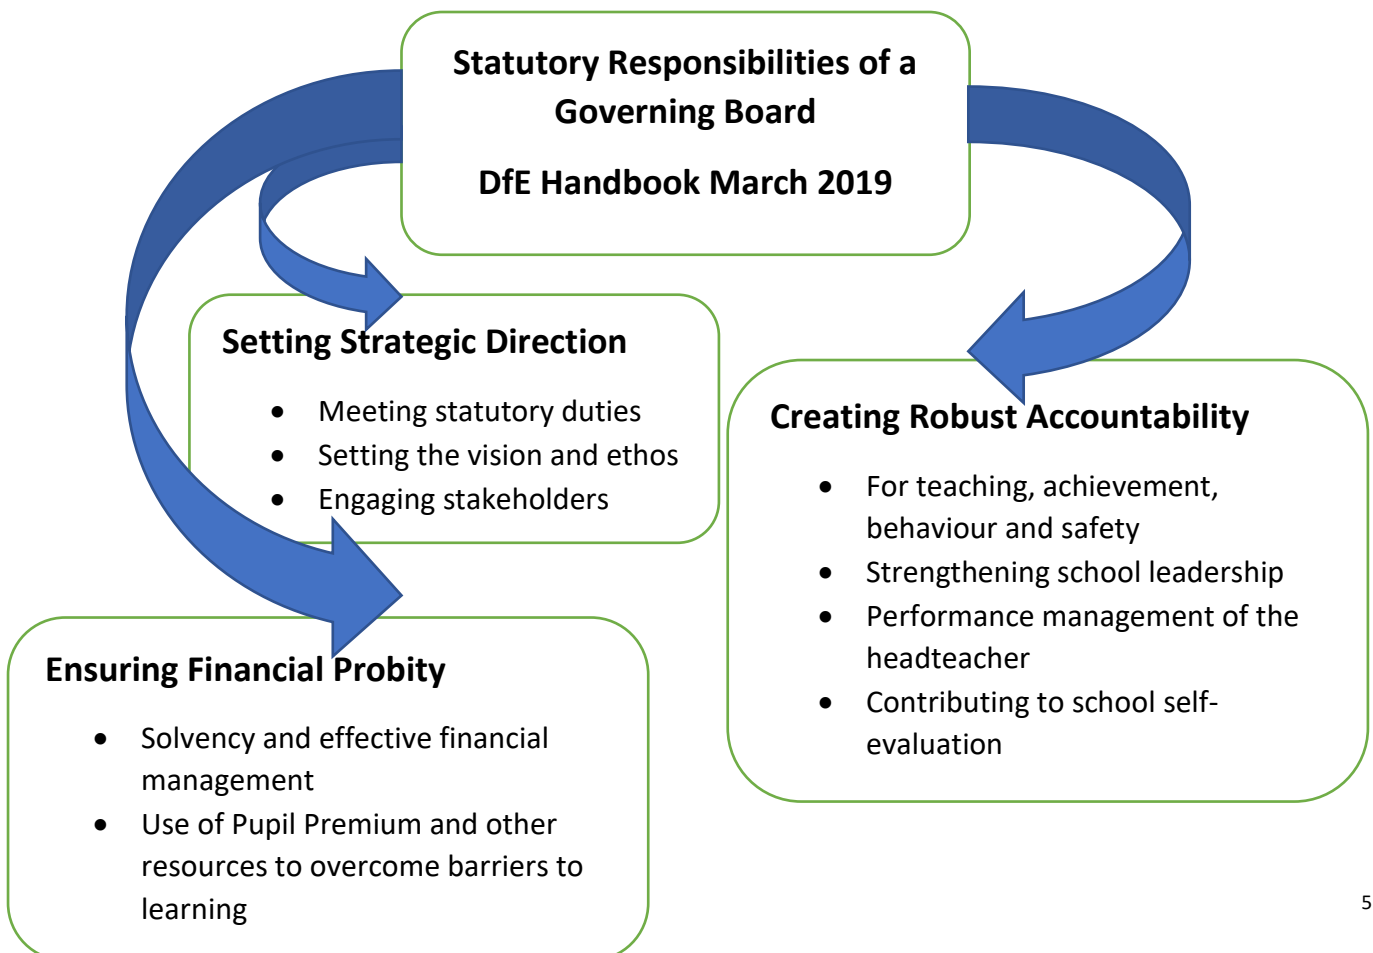 Statutory Responsibilities of a
Governing Board
DfE Handbook March 2019
Setting Strategic Direction
• Meeting statutory duties
• Setting the vision and ethos
• Engaging stakeholders
Creating Robust Accountability
• For teaching, achievement,
behaviour and safety
• Strengthening school leadership
• Performance management of the
headteacher
• Contributing to school self-
evaluation
Ensuring Financial Probity
• Solvency and effective financial
management
• Use of Pupil Premium and other
resources to overcome barriers to
learning
5